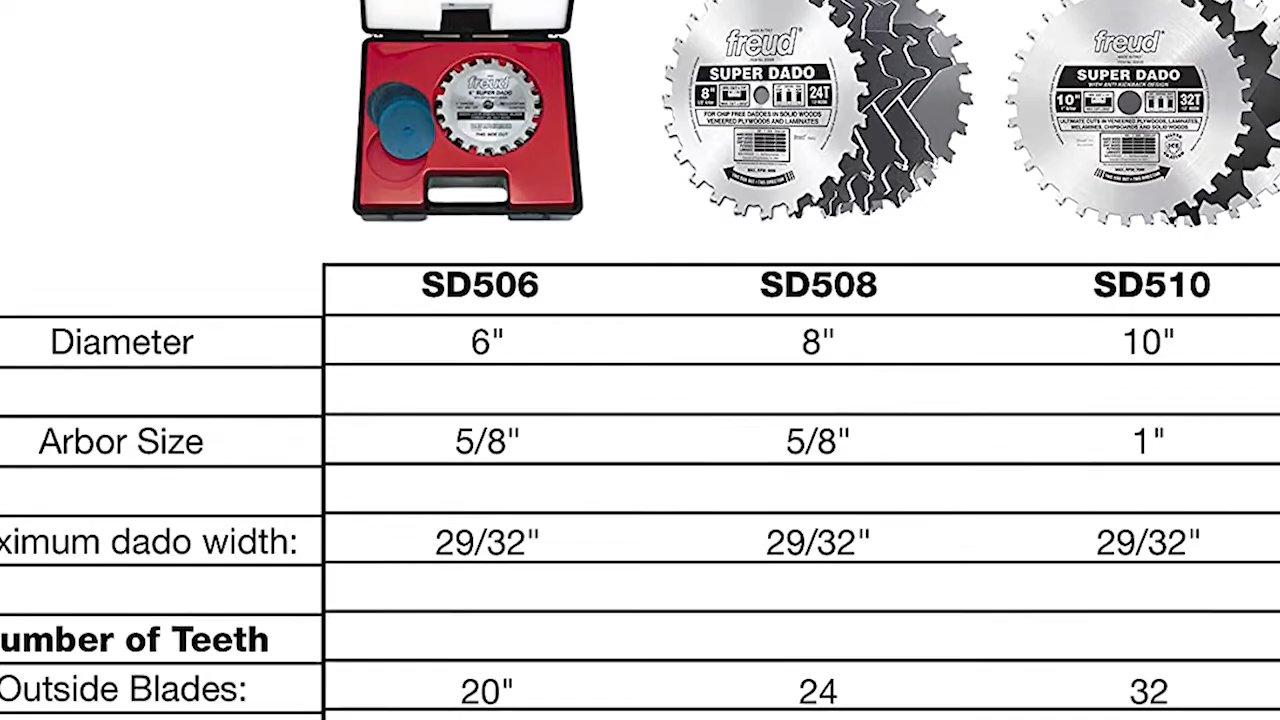 freud
6" SUPER DADO
freud
SUPER DADO
8" 24T
FOR CHIP FREE DADOES IN SOLID WOODS
VENEERED PLYWOODS AND LAMINATES
freud
SUPER DADO
WITH ANTI-KICKBACK DESIGN
10" 32T
ULTIMATE CUTS IN VENEERED PLYWOODS, LAMINATES,
MELAMINES, CHIPBOARDS AND SOLID WOODS
SD506 SD508 SD510
Diameter 6" 8" 10"
Arbor Size 5/8" 5/8" 1"
ximum dado width: 29/32" 29/32" 29/32"
umber of Teeth
Outside Blades: 20" 24 32